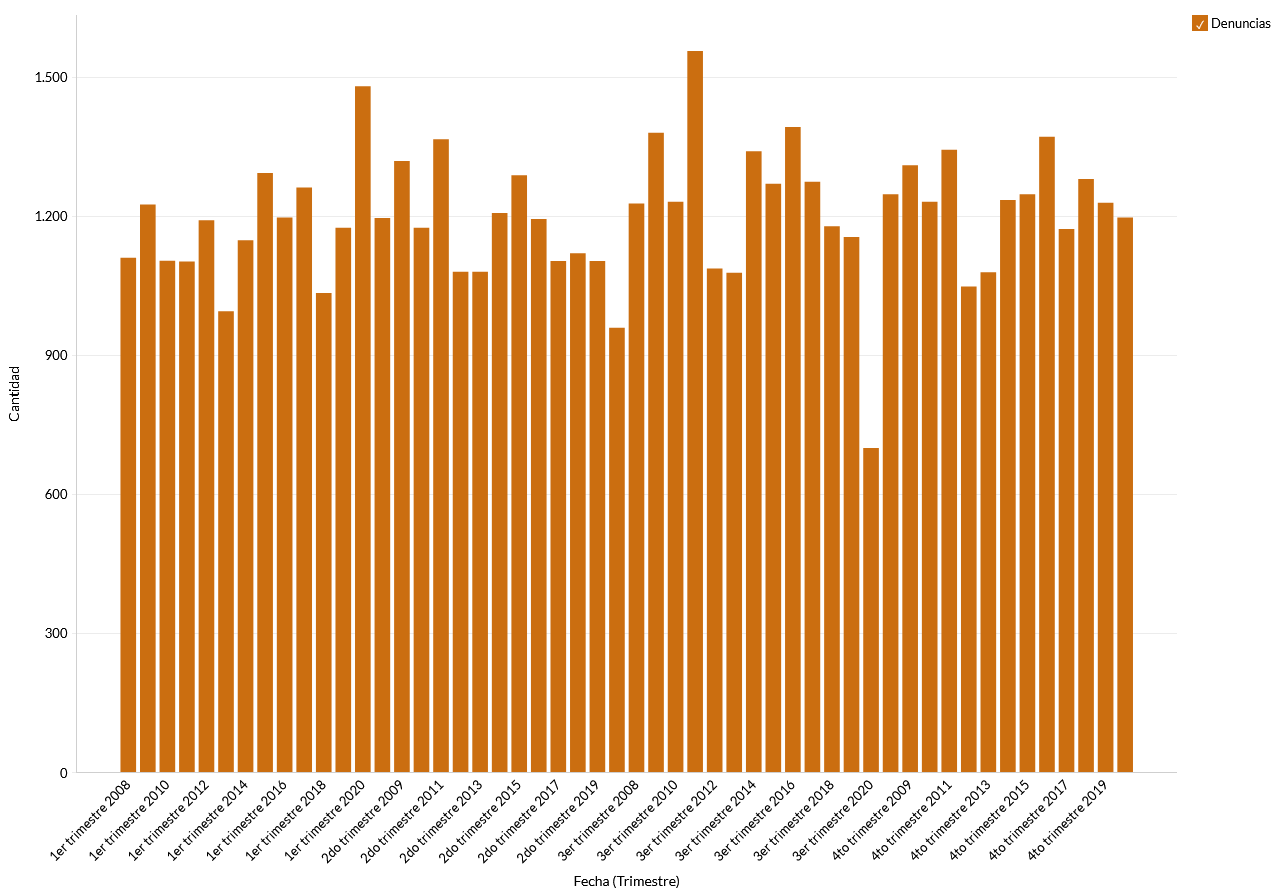 Denuncias
1.500
1.200
900
600
300
0
Cantidad
1er trimestre 2008
1er trimestre 2010
1er trimestre 2012
1er trimestre 2014
1er trimestre 2016
1er trimestre 2018
1er trimestre 2020
2do trimestre 2009
2do trimestre 2011
2do trimestre 2013
2do trimestre 2015
2do trimestre 2017
2do trimestre 2019
3er trimestre 2008
3er trimestre 2010
3er trimestre 2012
3er trimestre 2014
3er trimestre 2016
3er trimestre 2018
3er trimestre 2020
4to trimestre 2009
4to trimestre 2011
4to trimestre 2013
4to trimestre 2015
4to trimestre 2017
4to trimestre 2019
Fecha (Trimestre)